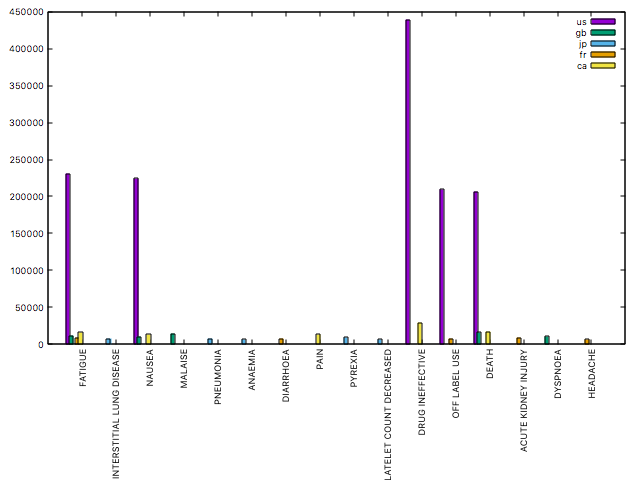 450000
400000
350000
300000
250000
200000
150000
100000
50000
0
us
gb
jp
fr
ca
FATIGUE
INTERSTITIAL LUNG DISEASE
NAUSEA
MALAISE
PNEUMONIA
ANAEMIA
DIARRHOEA
PAIN
PYREXIA
LATELET COUNT DECREASED
DRUG INEFFECTIVE
OFF LABEL USE
DEATH
ACUTE KIDNEY INJURY
DYSPNOEA
HEADACHE